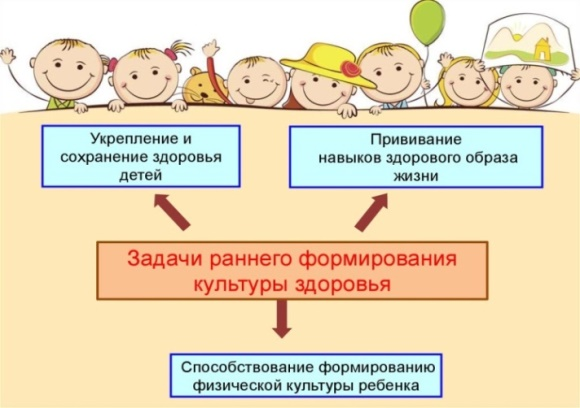 Укрепление и
сохранение здоровья
детей
Прививание
навыков здорового образа
жизни
Задачи раннего формирования
культуры здоровья
Способствование формированию
физической культуры ребенка